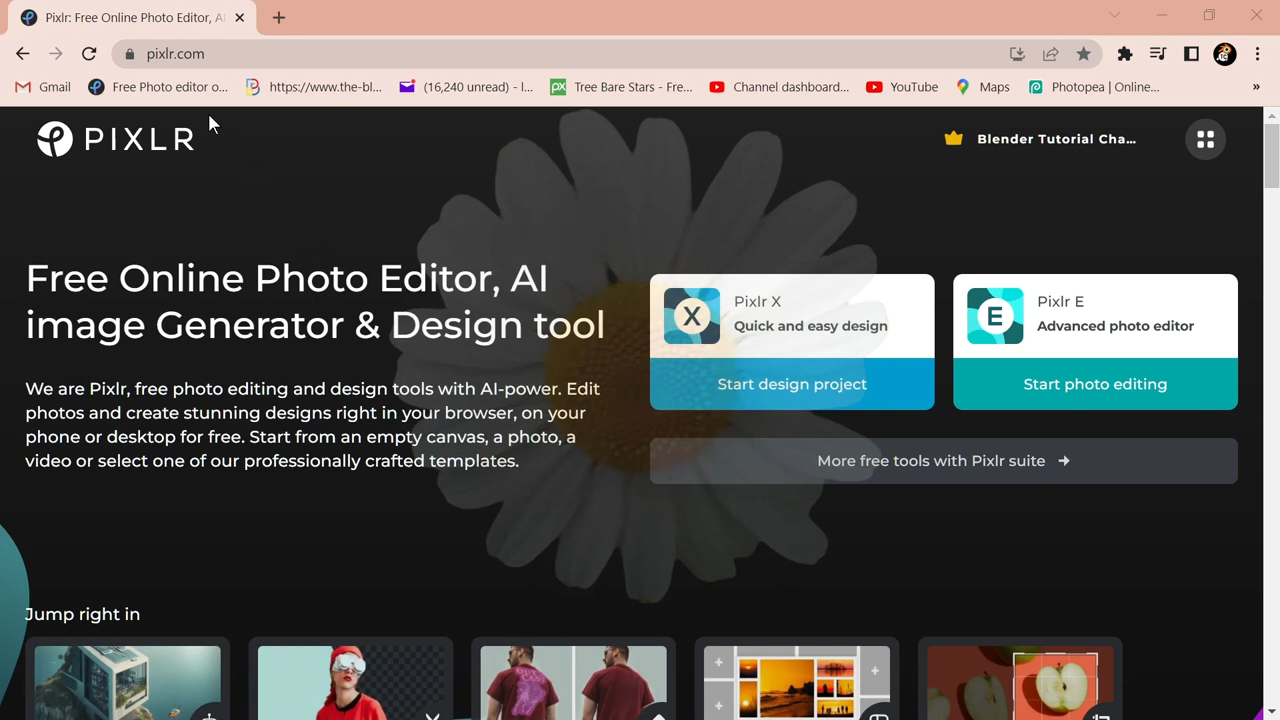 Pixlr: Free Online Photo Editor, AI
pixlr.com
Gmail
Free Photo editor o...
https://www.the-bl...
(16,240 unread) - I...
Tree Bare Stars - Fre...
Channel dashboard...
YouTube
Maps
Photopea | Online...
»
PIXLR
Blender Tutorial Cha...
Free Online Photo Editor, AI
image Generator & Design tool
We are Pixlr, free photo editing and design tools with AI-power. Edit
photos and create stunning designs right in your browser, on your
phone or desktop for free. Start from an empty canvas, a photo, a
video or select one of our professionally crafted templates.
X
Pixlr X
Quick and easy design
Start design project
E
Pixlr E
Advanced photo editor
Start photo editing
More free tools with Pixlr suite →
Jump right in